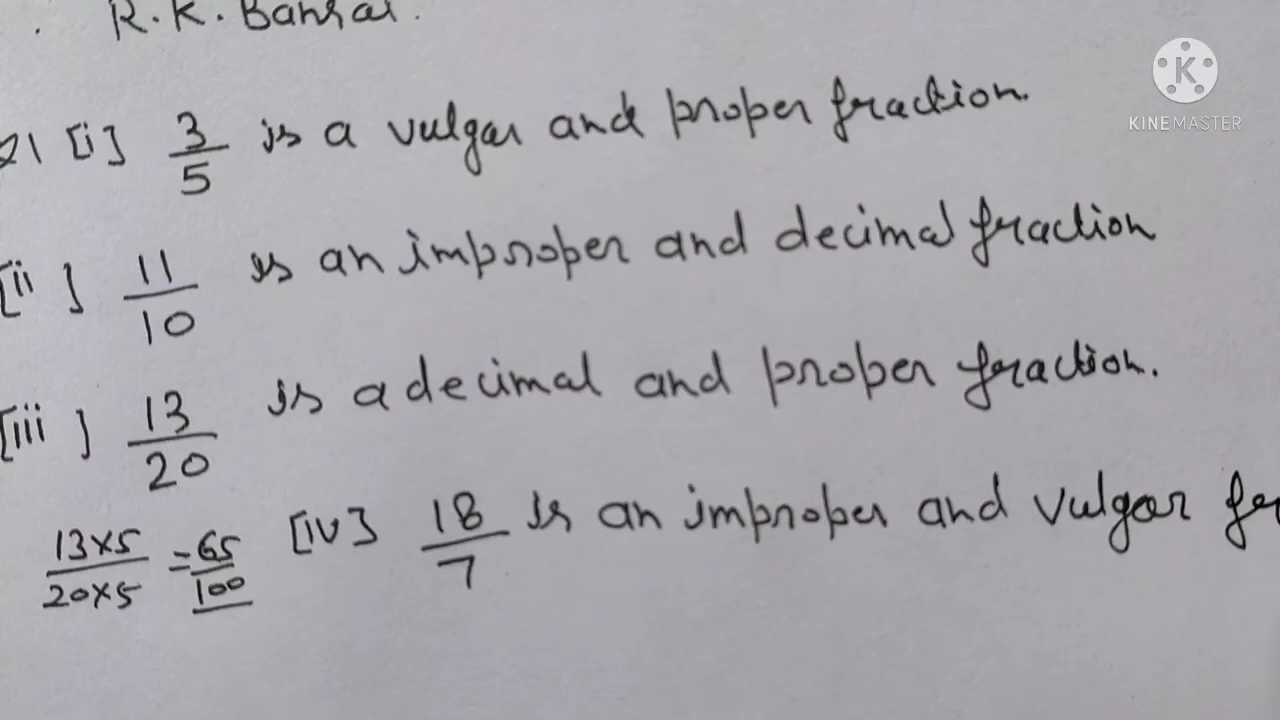 R. K. Bansal.
2) [i] 3/5 is a vulgar and proper fraction.
[ii] 11/10 is an improper and decimal fraction
[iii] 13/20 is a decimal and proper fraction.
13×5/20×5 = 65/100
[iv] 18/7 is an improper and vulgar
K
KINEMASTER